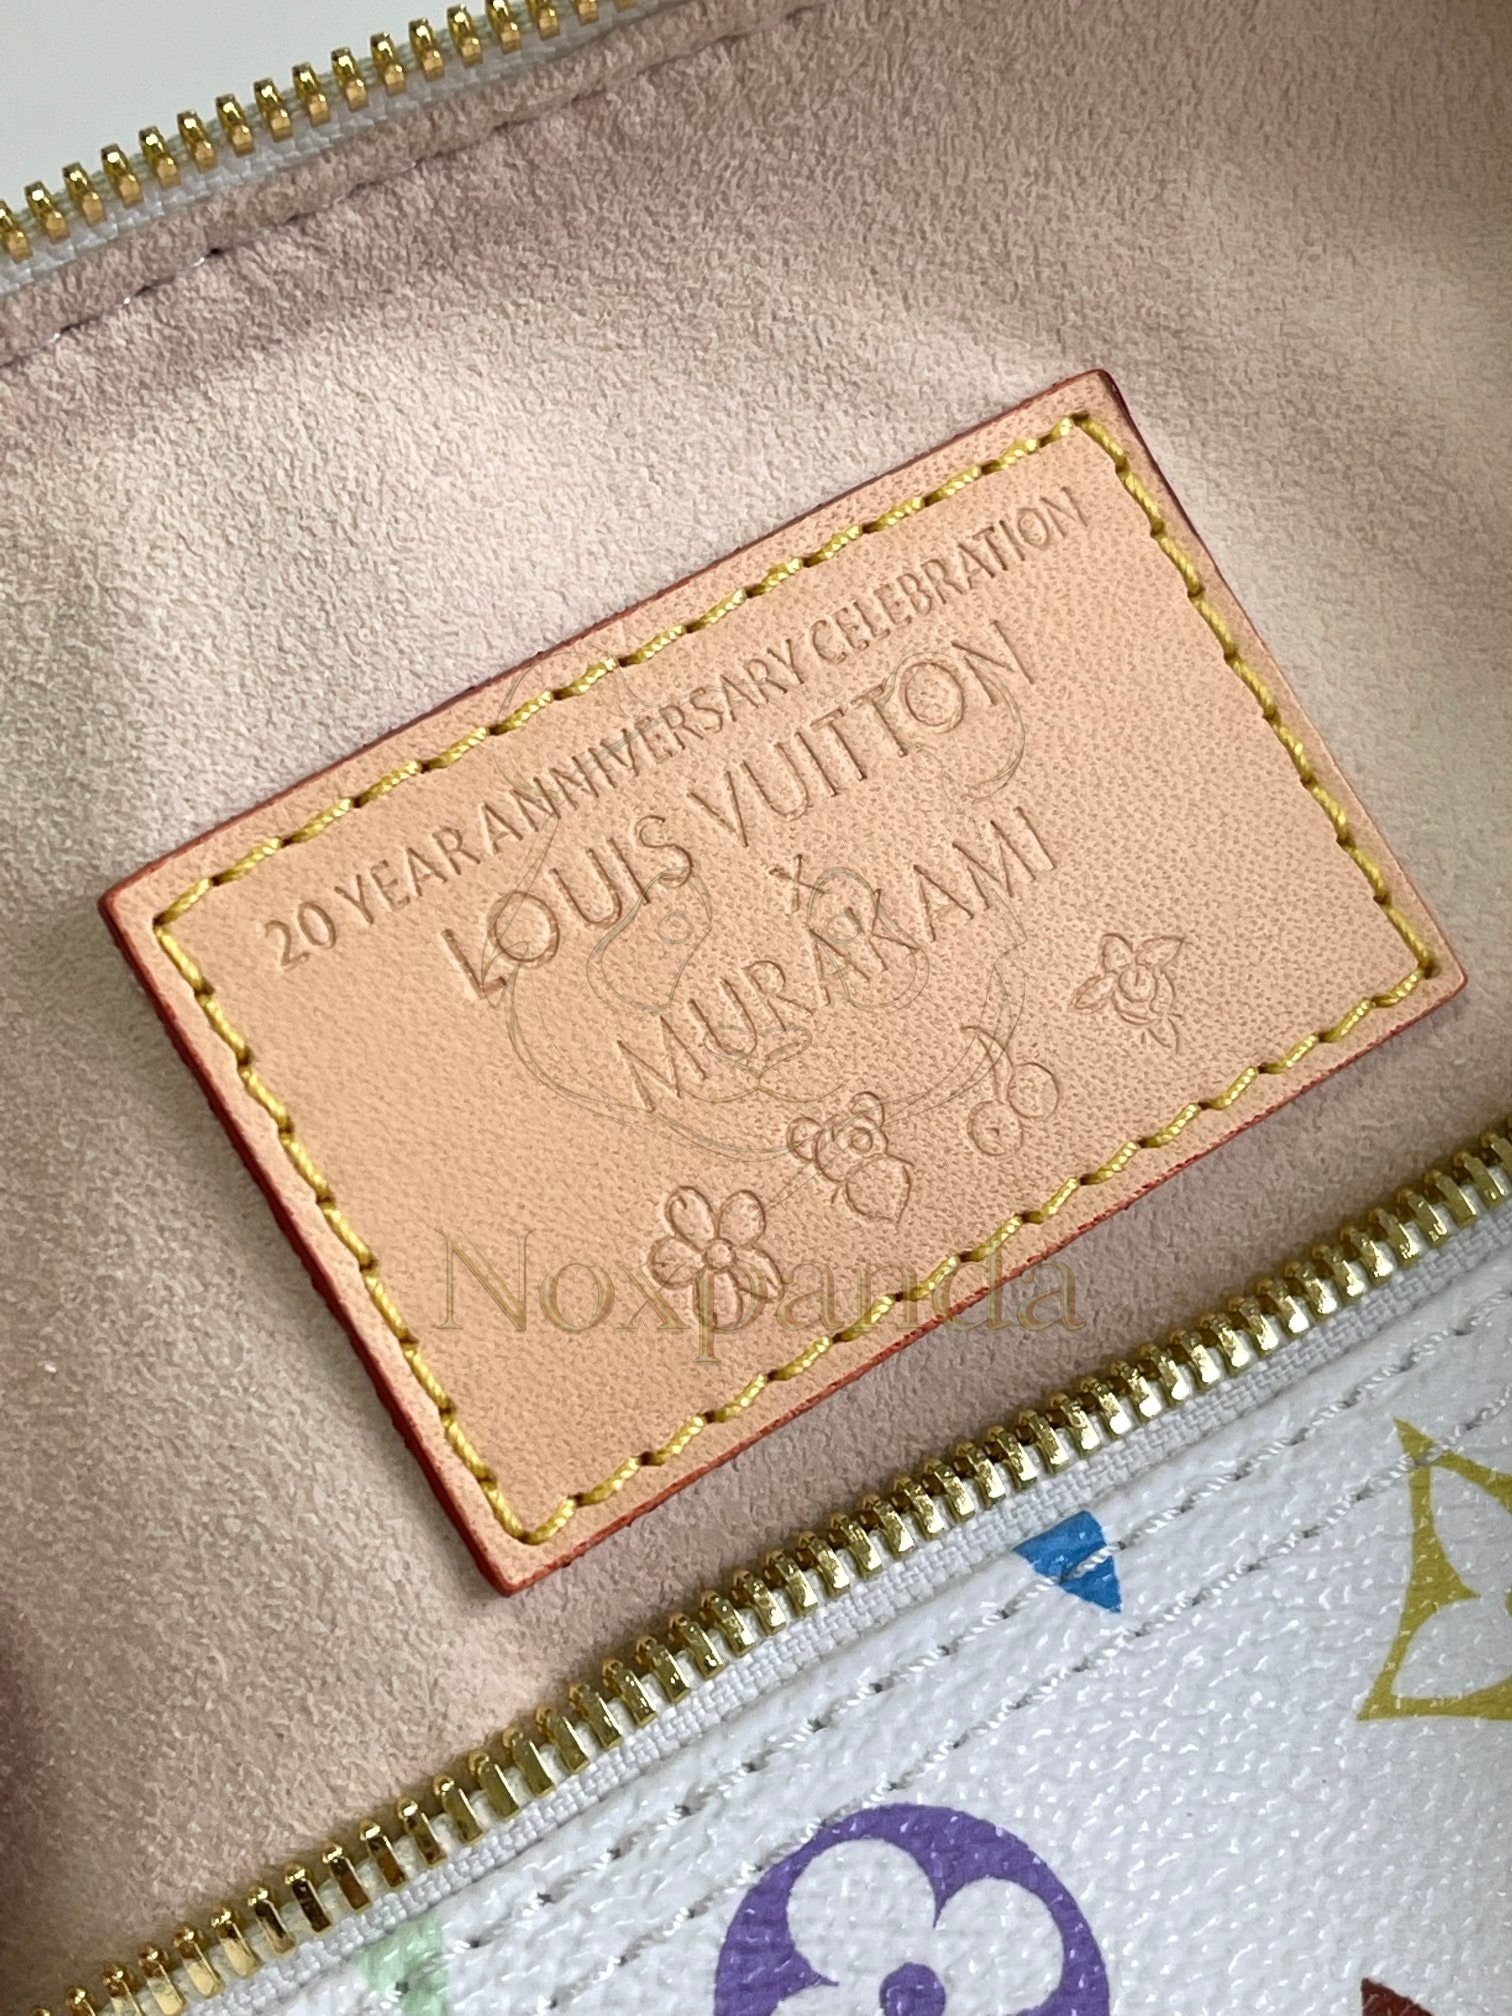 20 YEAR ANNIVERSARY CELEBRATION
LOUIS VUITTON
X
MURAKAMI
Noxpanda